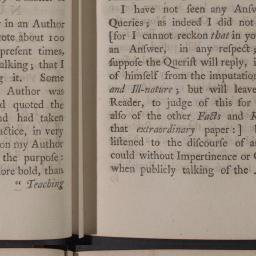 in an Author
rote about 100
present times,
alking; that I
g it. Some
Author was
d quoted the
nd had taken
actice, in very
on my Author
the purpose:
ore bold, than
" Teaching
I have not seen any Answ
Queries; as indeed I did not
[for I cannot reckon that in you
an Anſwer, in any reſpect;
ſuppoſe the Queriſt will reply, i
of himſelf from the imputation
and Ill-nature; but will leave
Reader, to judge of this for
alſo of the other Facts and R
that extraordinary paper:]
liſtened to the diſcourſe of a
could without Impertinence or
when publickly talking of the